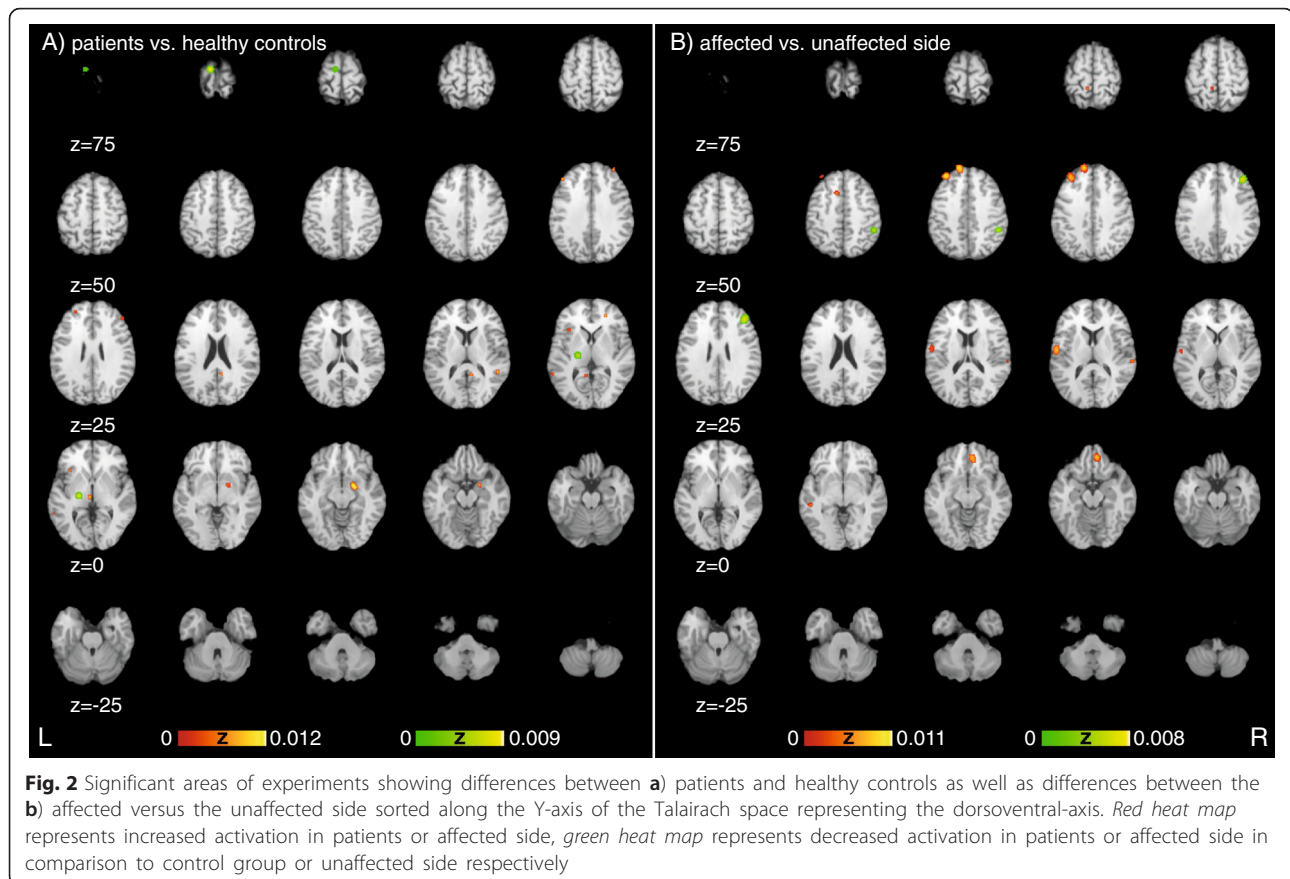 A) patients vs. healthy controls
B) affected vs. unaffected side
z=75
z=75
z=50
z=50
z=25
z=25
z=0
z=0
z=-25
z=-25
L
0 z 0.012
0 z 0.009
0 z 0.011
0 z 0.008
R
Fig. 2 Significant areas of experiments showing differences between a) patients and healthy controls as well as differences between the
b) affected versus the unaffected side sorted along the Y-axis of the Talairach space representing the dorsoventral-axis. Red heat map
represents increased activation in patients or affected side, green heat map represents decreased activation in patients or affected side in
comparison to control group or unaffected side respectively